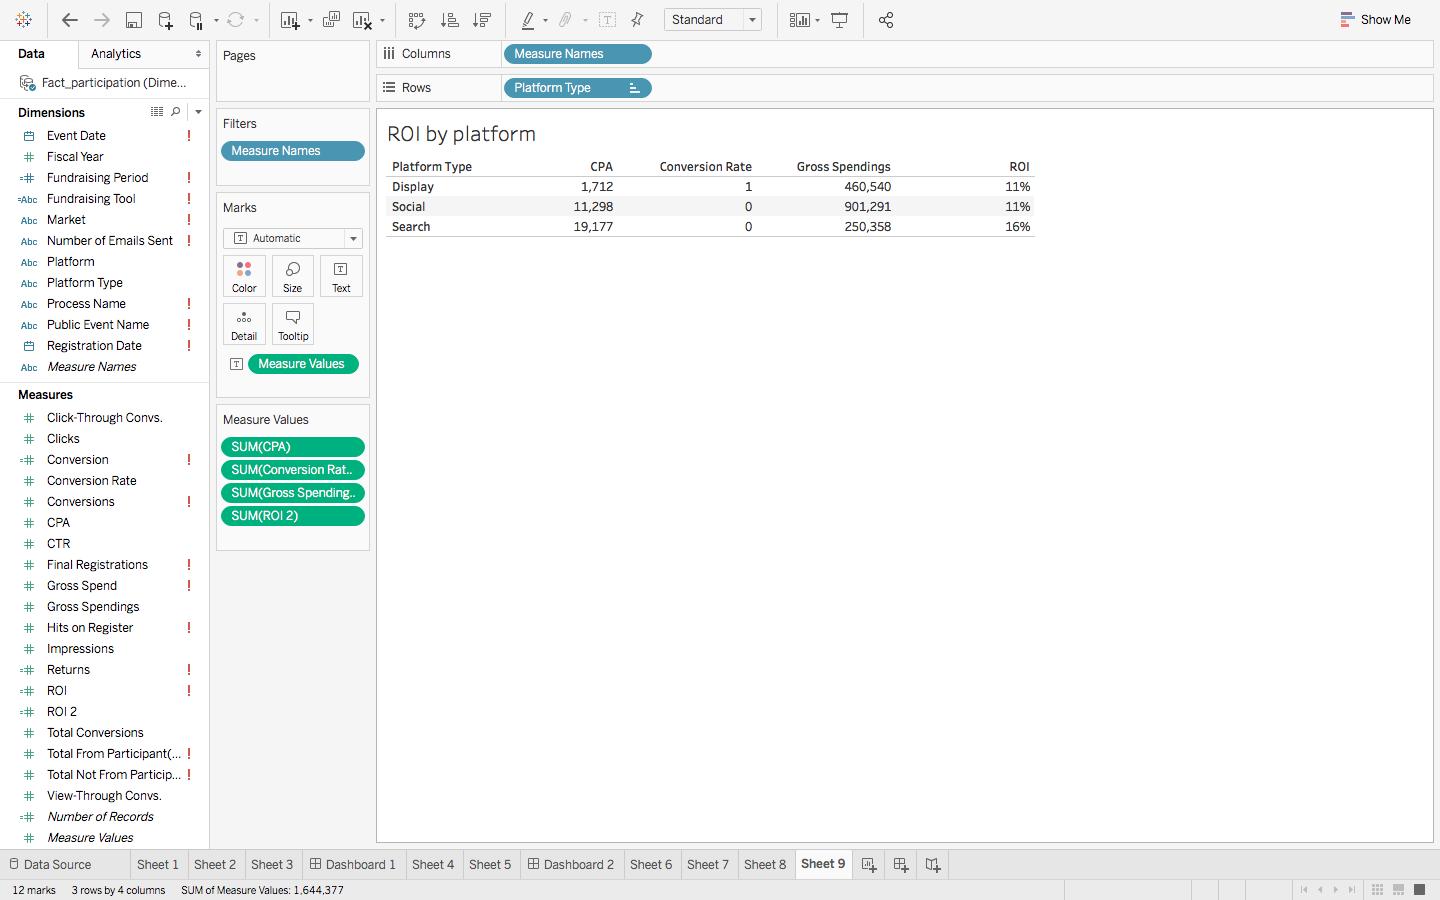 Standard
Show Me
Data
Analytics
Fact_participation (Dime...
Dimensions
Event Date !
# Fiscal Year
=# Fundraising Period !
=Abc Fundraising Tool !
Abc Market !
Abc Number of Emails Sent !
Abc Platform
Abc Platform Type
Abc Process Name !
Abc Public Event Name !
Registration Date !
Abc Measure Names
Measures
# Click-Through Convs.
# Clicks
=# Conversion !
# Conversion Rate
# Conversions !
# CPA
# CTR
# Final Registrations !
# Gross Spend !
# Gross Spendings
# Hits on Register !
# Impressions
=# Returns !
=# ROI !
=# ROI 2
# Total Conversions
# Total From Participant(... !
# Total Not From Particip... !
# View-Through Convs.
=# Number of Records
# Measure Values
Pages
Filters
Measure Names
Marks
T Automatic
Color
Size
T Text
Detail
Tooltip
T Measure Values
Measure Values
SUM(CPA)
SUM(Conversion Rat..
SUM(Gross Spending..
SUM(ROI 2)
Columns
Measure Names
Rows
Platform Type
ROI by platform
Platform Type CPA Conversion Rate Gross Spendings ROI
Display 1,712 1 460,540 11%
Social 11,298 0 901,291 11%
Search 19,177 0 250,358 16%
Data Source
Sheet 1
Sheet 2
Sheet 3
Dashboard 1
Sheet 4
Sheet 5
Dashboard 2
Sheet 6
Sheet 7
Sheet 8
Sheet 9
12 marks 3 rows by 4 columns SUM of Measure Values: 1,644,377